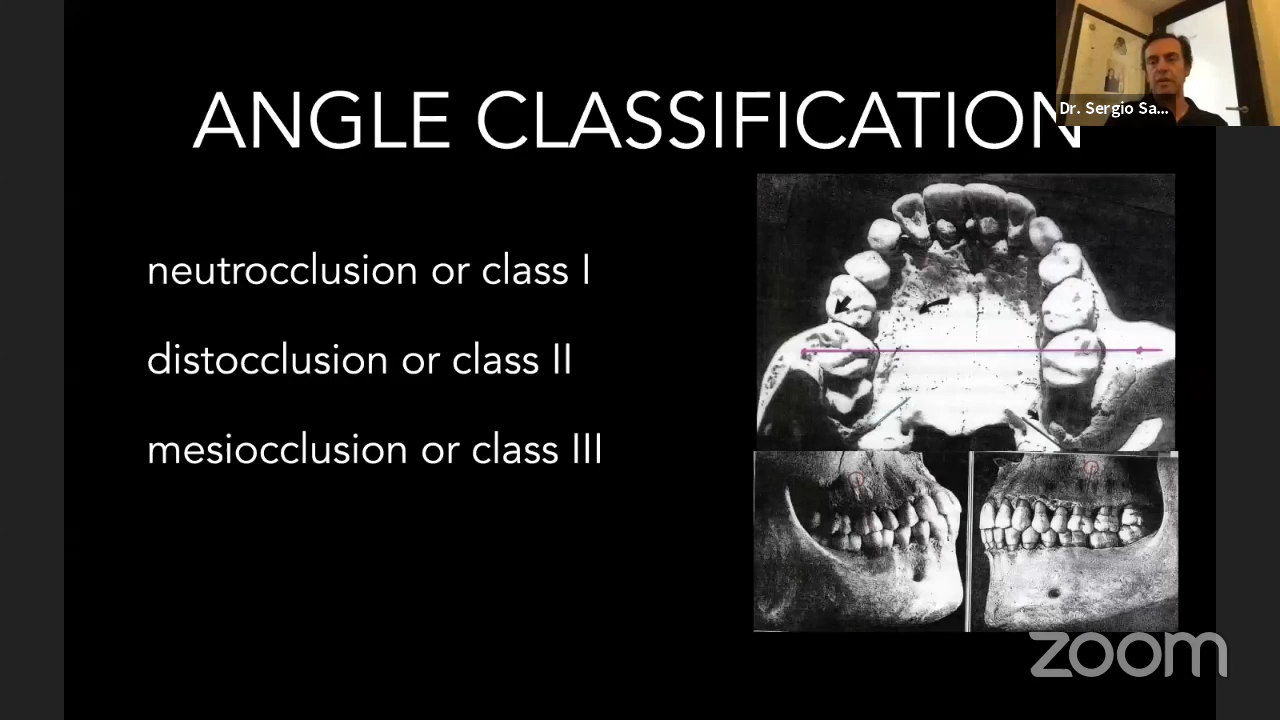 ANGLE CLASSIFICATION
Dr. Sergio Sa...
neutrocclusion or class I
distocclusion or class II
mesiocclusion or class III
zoom